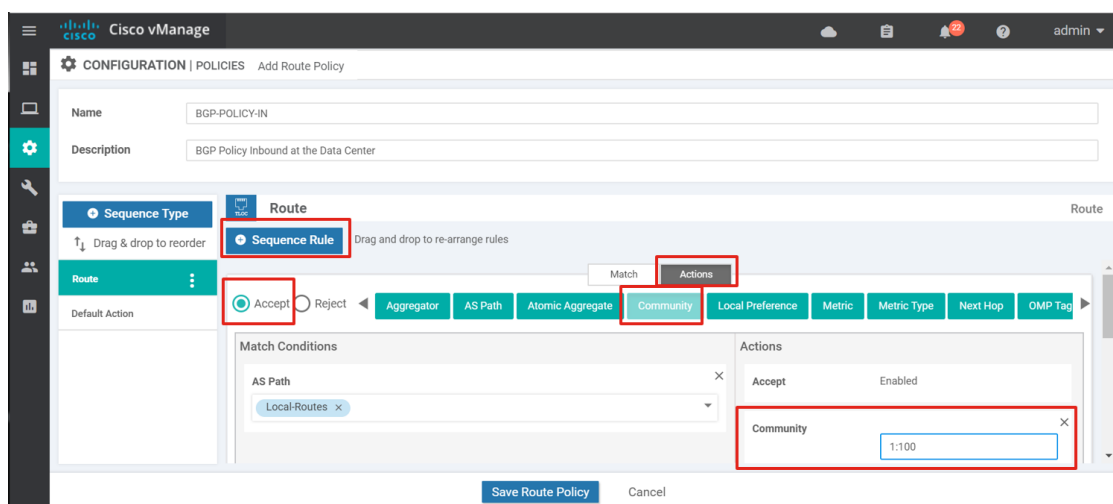 cisco Cisco vManage 22 admin
CONFIGURATION | POLICIES Add Route Policy
Name BGP-POLICY-IN
Description BGP Policy Inbound at the Data Center
Sequence Type
Drag & drop to reorder
Route
Default Action
TLOC Route Route
Sequence Rule Drag and drop to re-arrange rules
Match Actions
Accept Reject Aggregator AS Path Atomic Aggregate Community Local Preference Metric Metric Type Next Hop OMP Tag
Match Conditions
AS Path
Local-Routes
Actions
Accept Enabled
Community
1:100
Save Route Policy Cancel